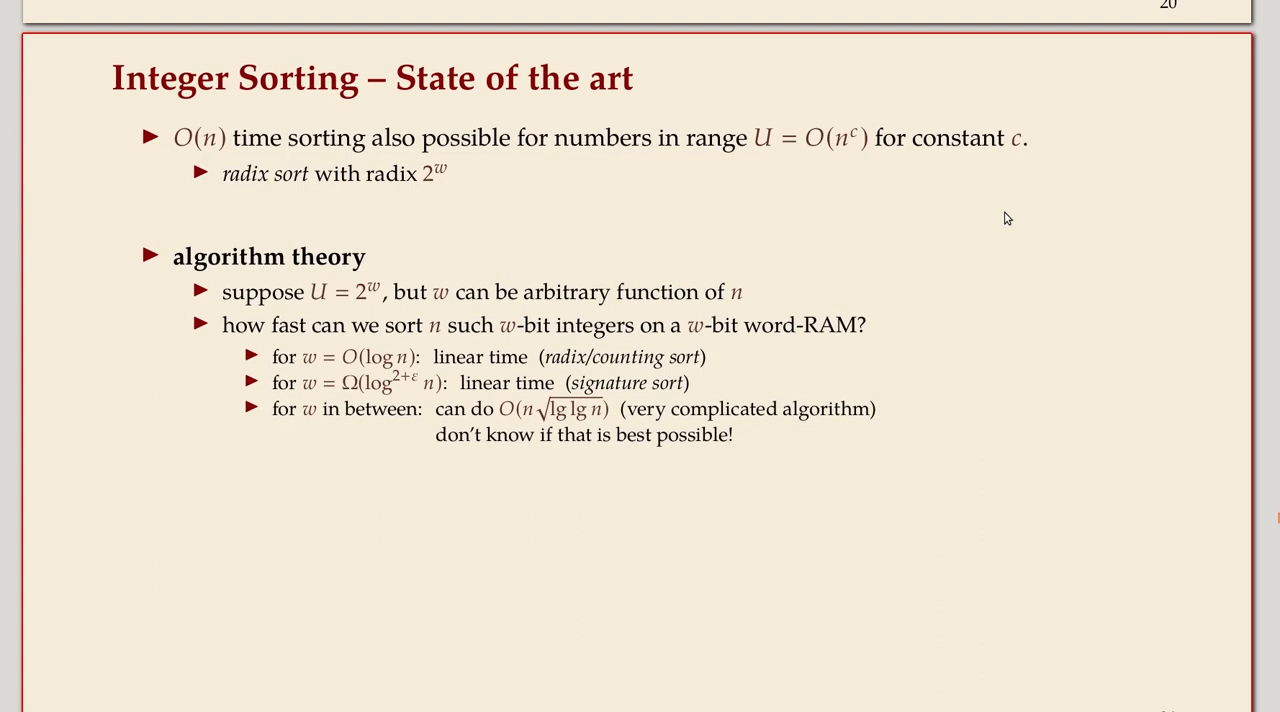 20
Integer Sorting – State of the art
▶ O(n) time sorting also possible for numbers in range U = O(n^c) for constant c.
▶ radix sort with radix 2^w
▶ algorithm theory
▶ suppose U = 2^w, but w can be arbitrary function of n
▶ how fast can we sort n such w-bit integers on a w-bit word-RAM?
▶ for w = O(log n): linear time (radix/counting sort)
▶ for w = Ω(log^{2+ε} n): linear time (signature sort)
▶ for w in between: can do O(n√(lg lg n)) (very complicated algorithm)
don't know if that is best possible!